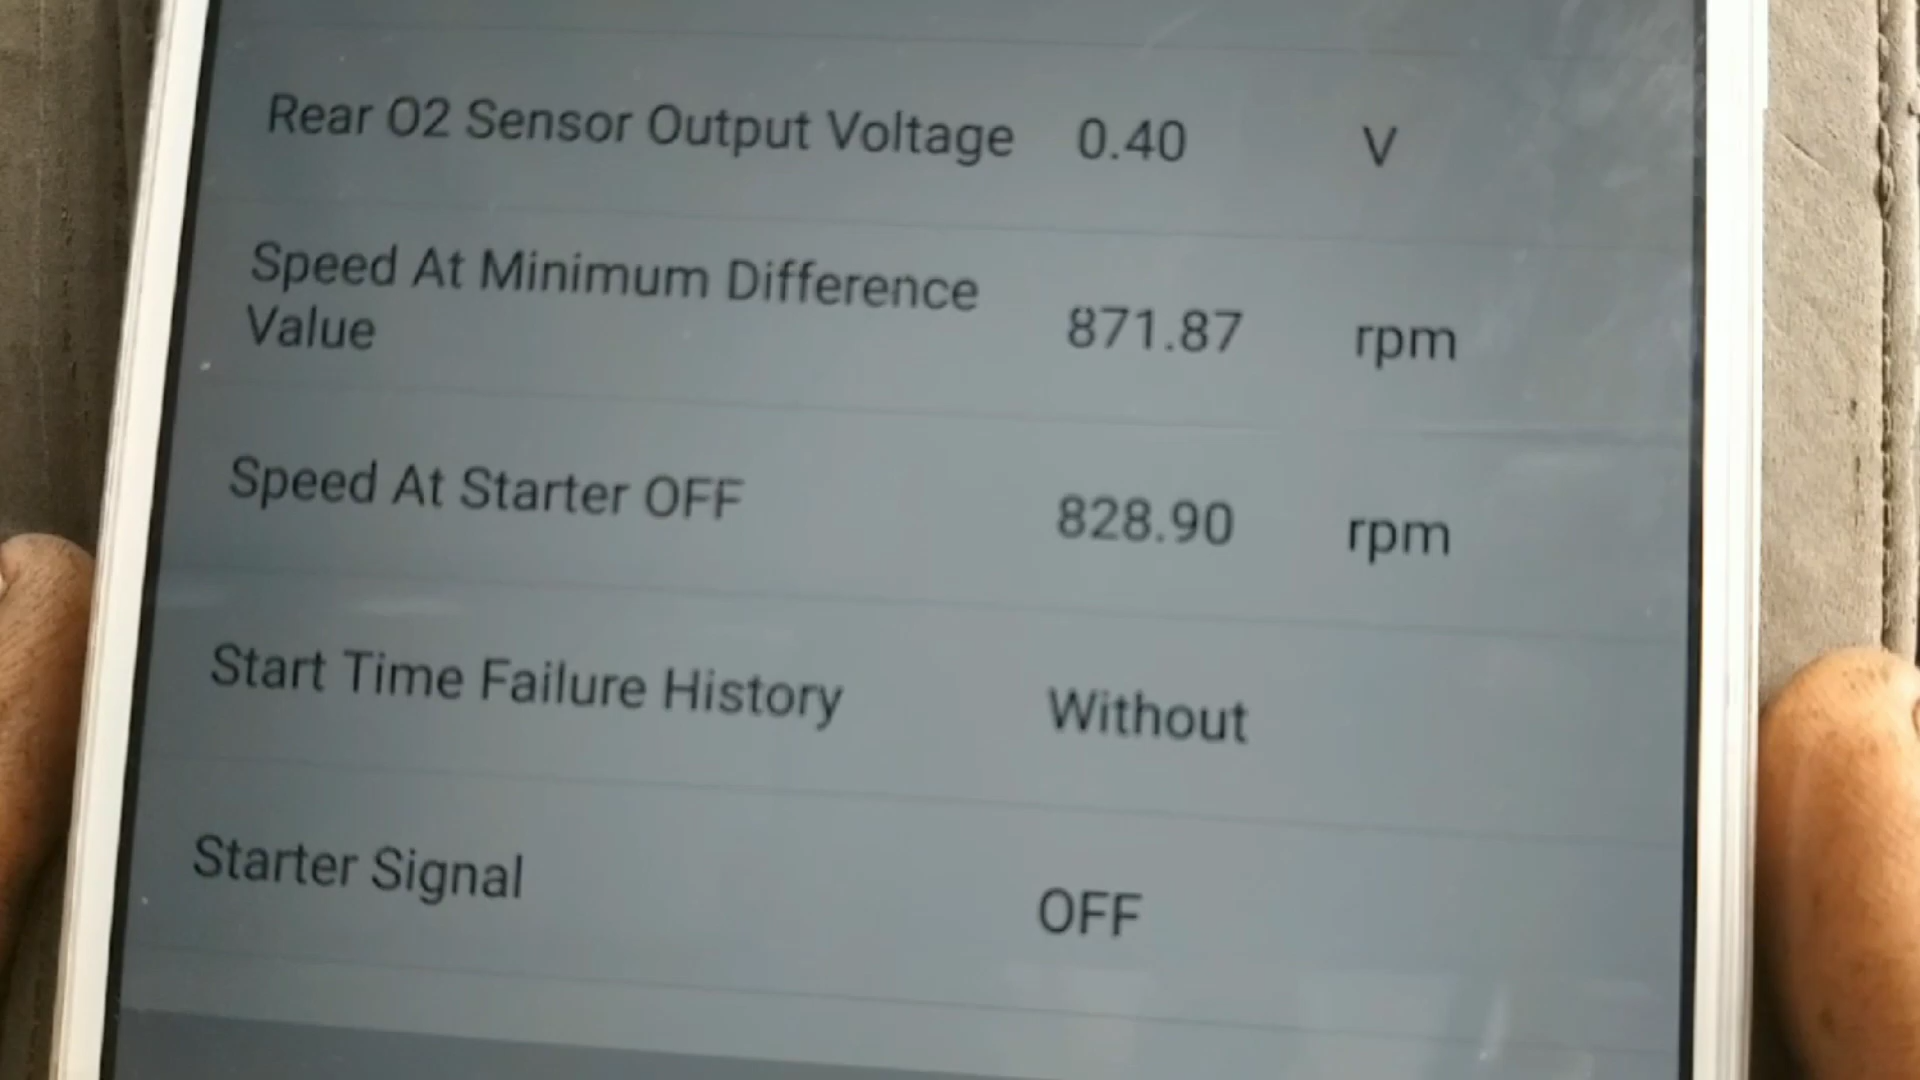 Rear O2 Sensor Output Voltage 0.40 V
Speed At Minimum Difference
Value 871.87 rpm
Speed At Starter OFF 828.90 rpm
Start Time Failure History Without
Starter Signal OFF